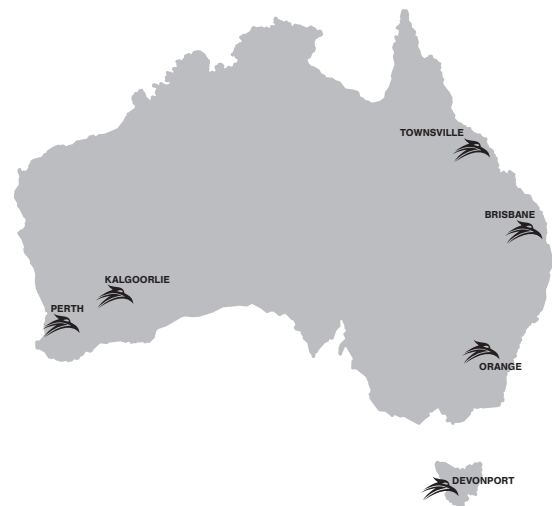 TOWNSVILLE
BRISBANE
KALGOORLIE
PERTH
ORANGE
DEVONPORT